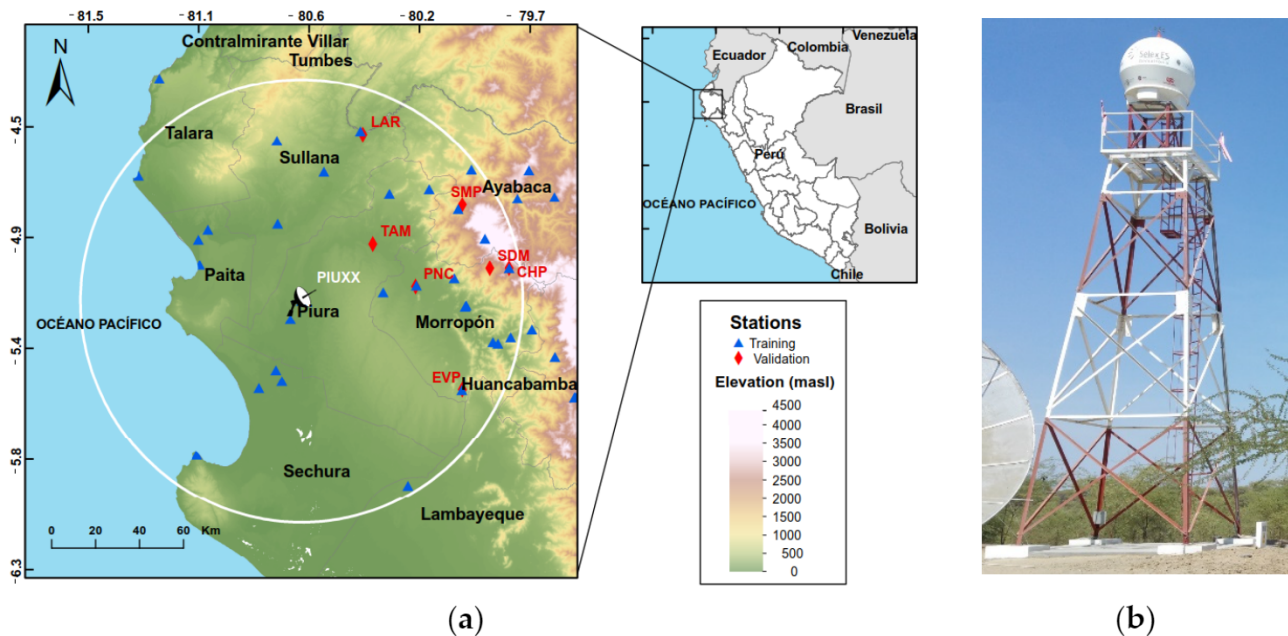 - 81.5 - 81.1 - 80.6 - 80.2 - 79.7
N
Contralmirante Villar
Tumbes
Talara
LAR
Sullana
SMP
Ayabaca
TAM
SDM
CHP
Paita
PIUXX
PNC
Piura
OCÉANO PACÍFICO
Morropón
EVP
Huancabamba
Sechura
Lambayeque
0 20 40 60 Km
- 4.5
- 4.9
- 5.4
- 5.8
- 6.3
Venezuela
Colombia
Ecuador
Brasil
Perú
OCÉANO PACÍFICO
Bolivia
Chile
Stations
Training
Validation
Elevation (masl)
4500
4000
3500
3000
2500
2000
1500
1000
500
0
(a)
(b)